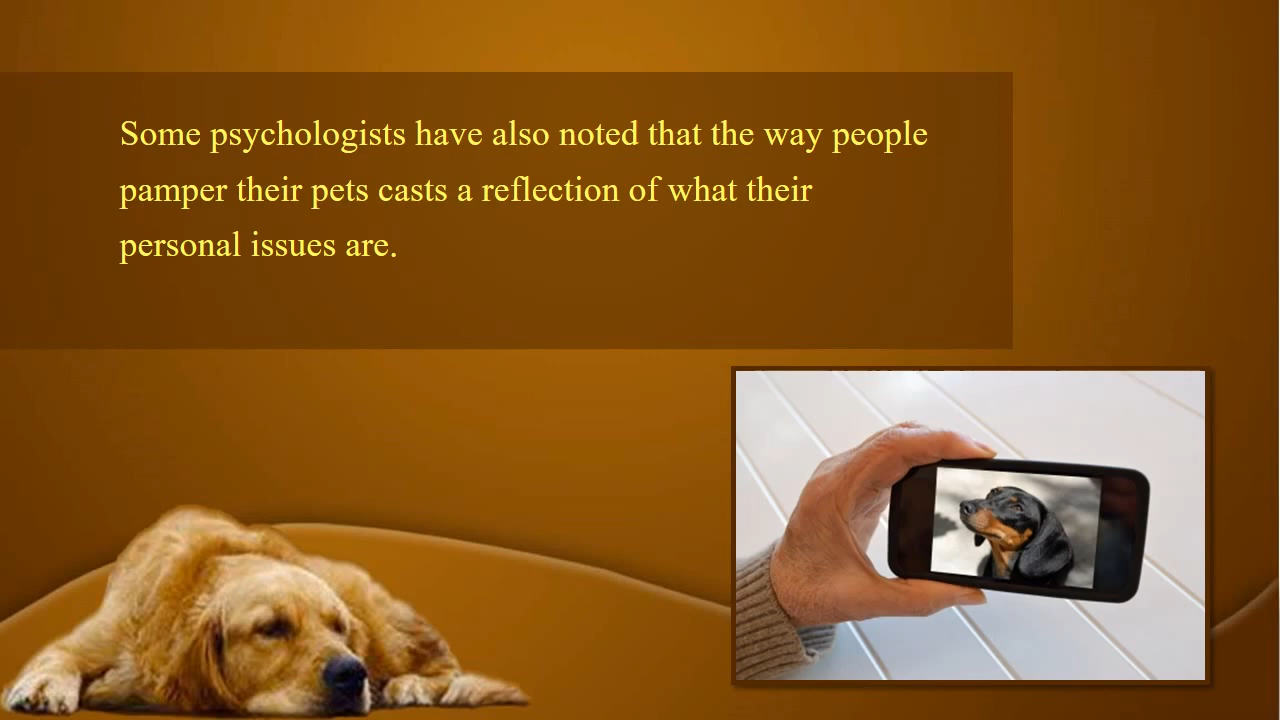 Some psychologists have also noted that the way people
pamper their pets casts a reflection of what their
personal issues are.